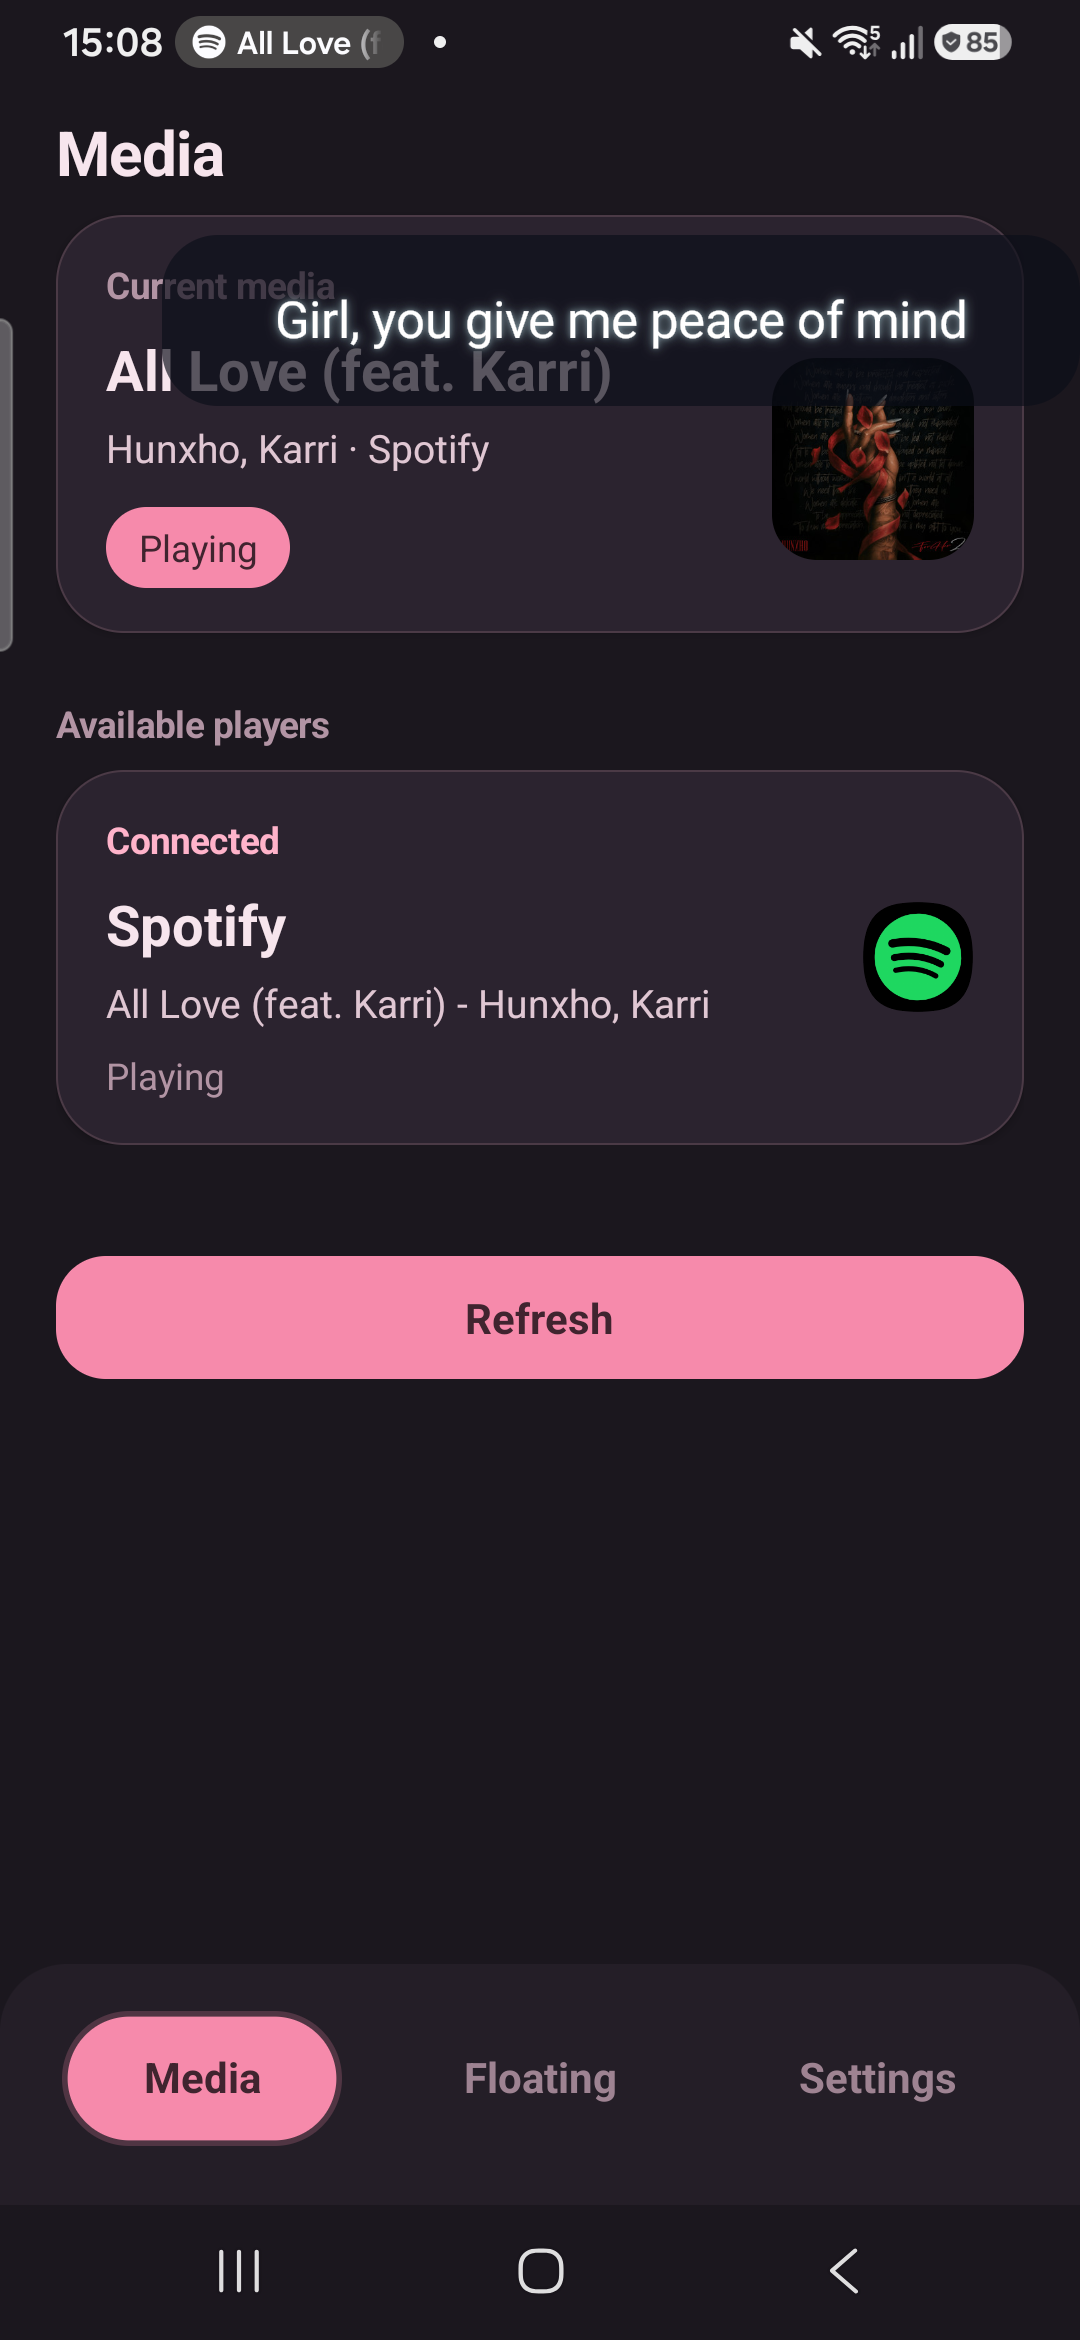 15:08 All Love (f 5 85
Media
Current media
Girl, you give me peace of mind
All Love (feat. Karri)
Hunxho, Karri · Spotify
Playing
Available players
Connected
Spotify
All Love (feat. Karri) - Hunxho, Karri
Playing
Refresh
Media Floating Settings